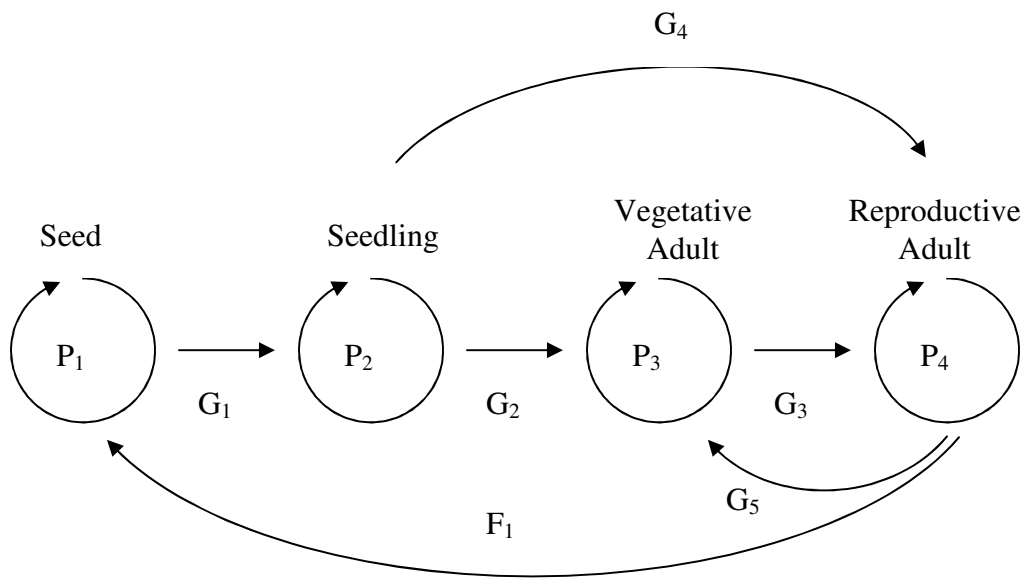 G₄
Vegetative
Adult
Reproductive
Adult
Seed
Seedling
P₁
P₂
P₃
P₄
G₁
G₂
G₃
G₅
F₁